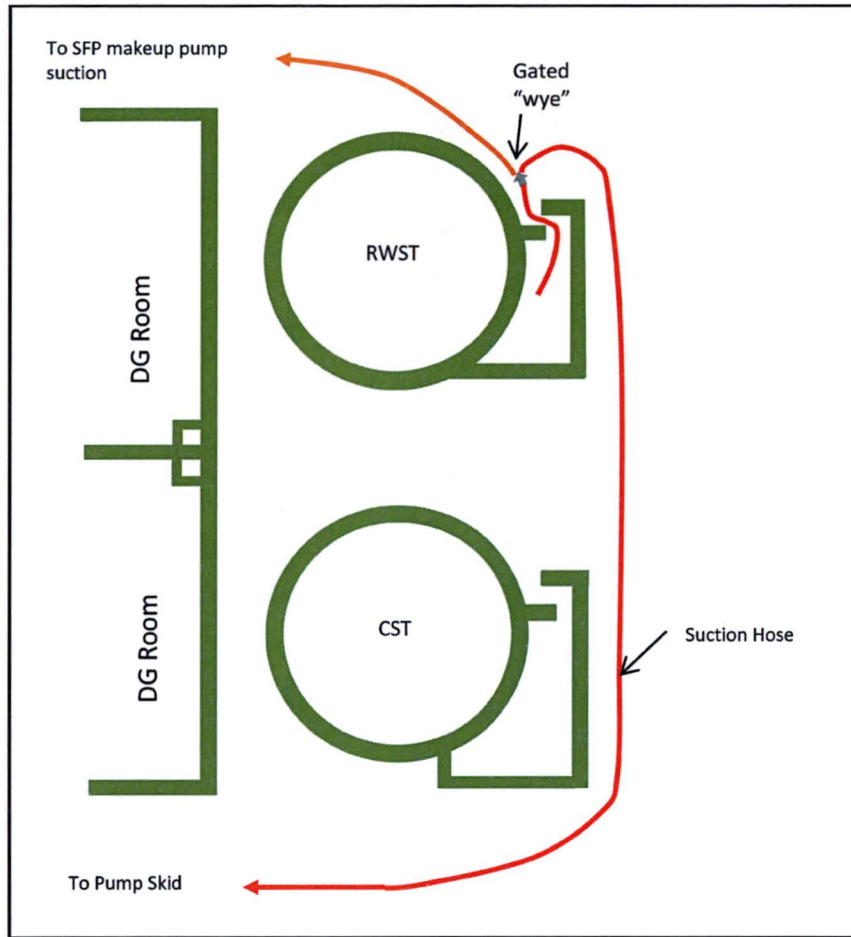 To SFP makeup pump
suction
Gated
“wye”
DG Room
RWST
DG Room
CST
Suction Hose
To Pump Skid